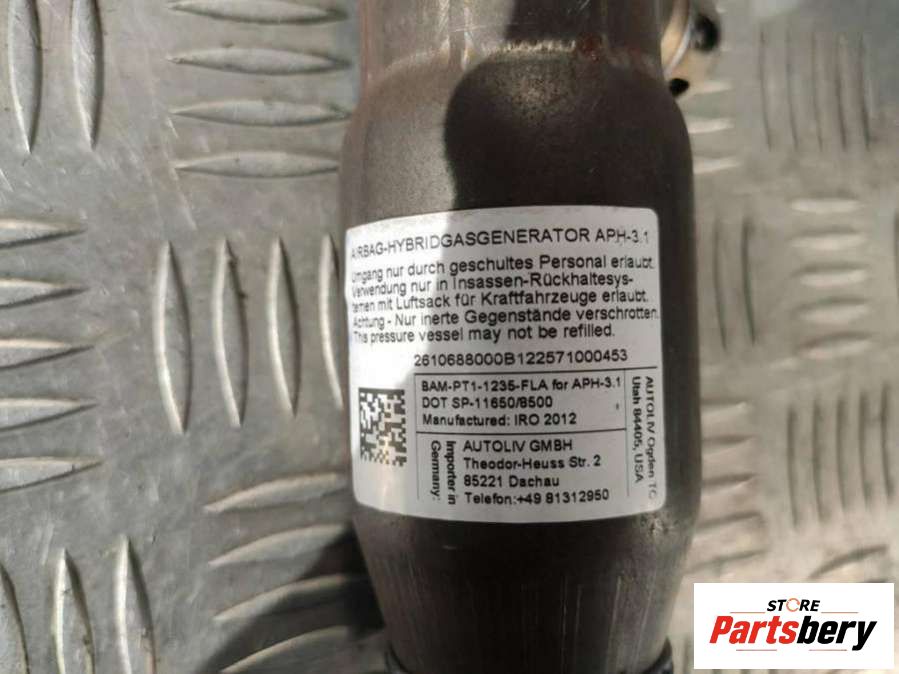 AIRBAG-HYBRIDGASGENERATOR APH-3.1
Umgang nur durch geschultes Personal erlaubt.
Verwendung nur in Insassen-Rückhaltesys-
temen mit Luftsack für Kraftfahrzeuge erlaubt.
Achtung - Nur inerte Gegenstände verschrotten.
This pressure vessel may not be refilled.
2610688000B122571000453
BAM-PT1-1235-FLA for APH-3.1
DOT SP-11650/8500
Manufactured: IRO 2012
AUTOLIV Ogden TC
Utah 84405, USA
Importer in
Germany:
AUTOLIV GMBH
Theodor-Heuss Str. 2
85221 Dachau
Telefon:+49 81312950
STORE
Partsbery